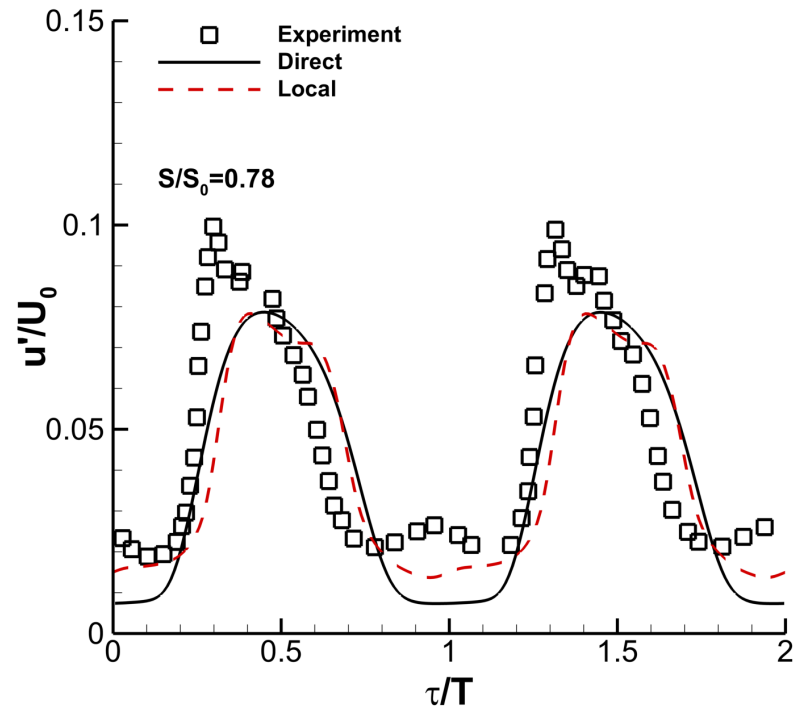 0.15
Experiment
Direct
Local
S/S₀=0.78
0.1
u'/U₀
0.05
0
0 0.5 1 1.5 2
τ/T